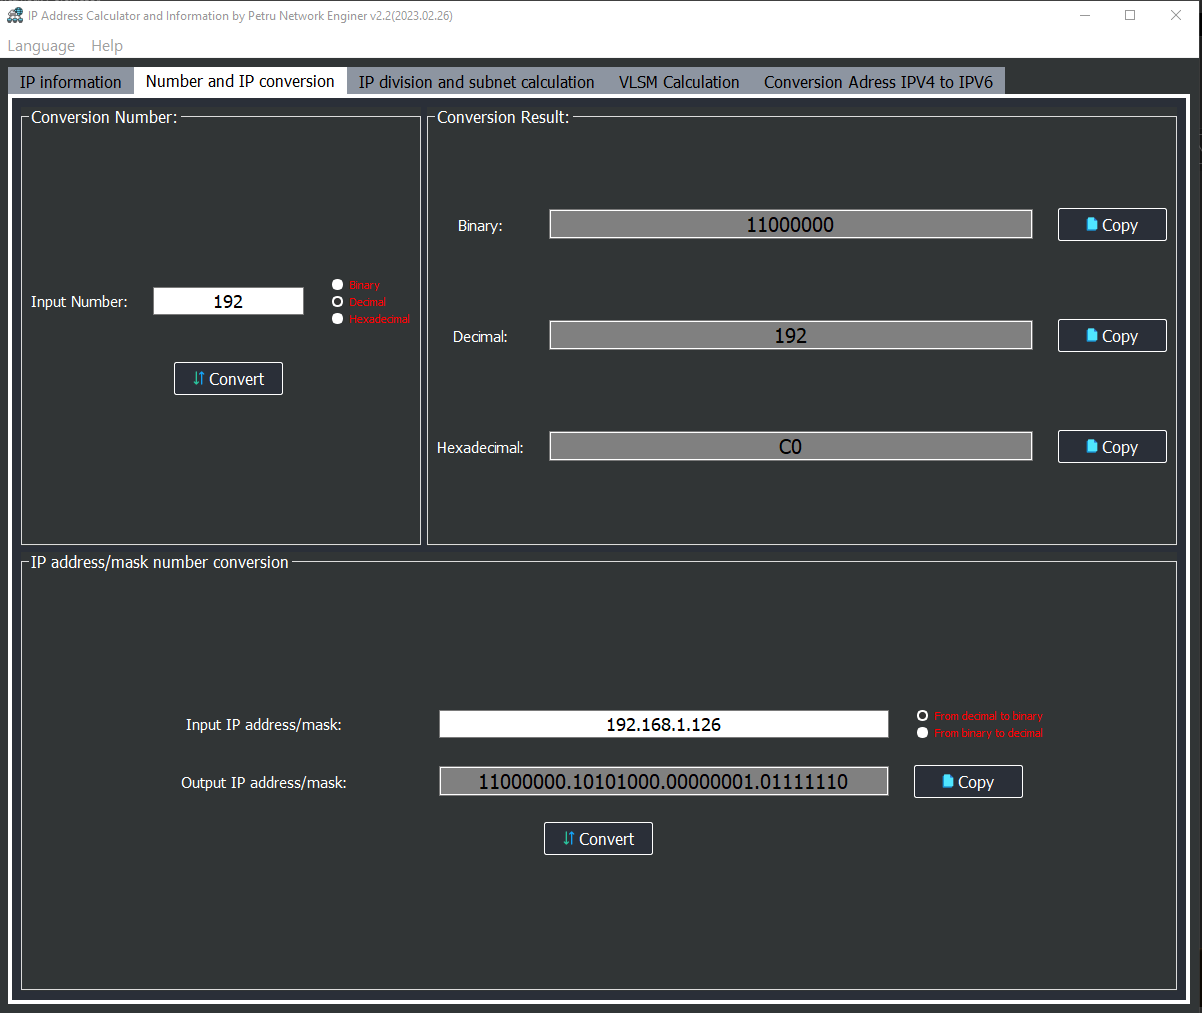 IP Address Calculator and Information by Petru Network Enginer v2.2(2023.02.26)
Language Help
IP information Number and IP conversion IP division and subnet calculation VLSM Calculation Conversion Adress IPV4 to IPV6
Conversion Number:
Input Number: 192
Binary
Decimal
Hexadecimal
Convert
Conversion Result:
Binary: 11000000 Copy
Decimal: 192 Copy
Hexadecimal: C0 Copy
IP address/mask number conversion
Input IP address/mask: 192.168.1.126
From decimal to binary
From binary to decimal
Output IP address/mask: 11000000.10101000.00000001.01111110 Copy
Convert